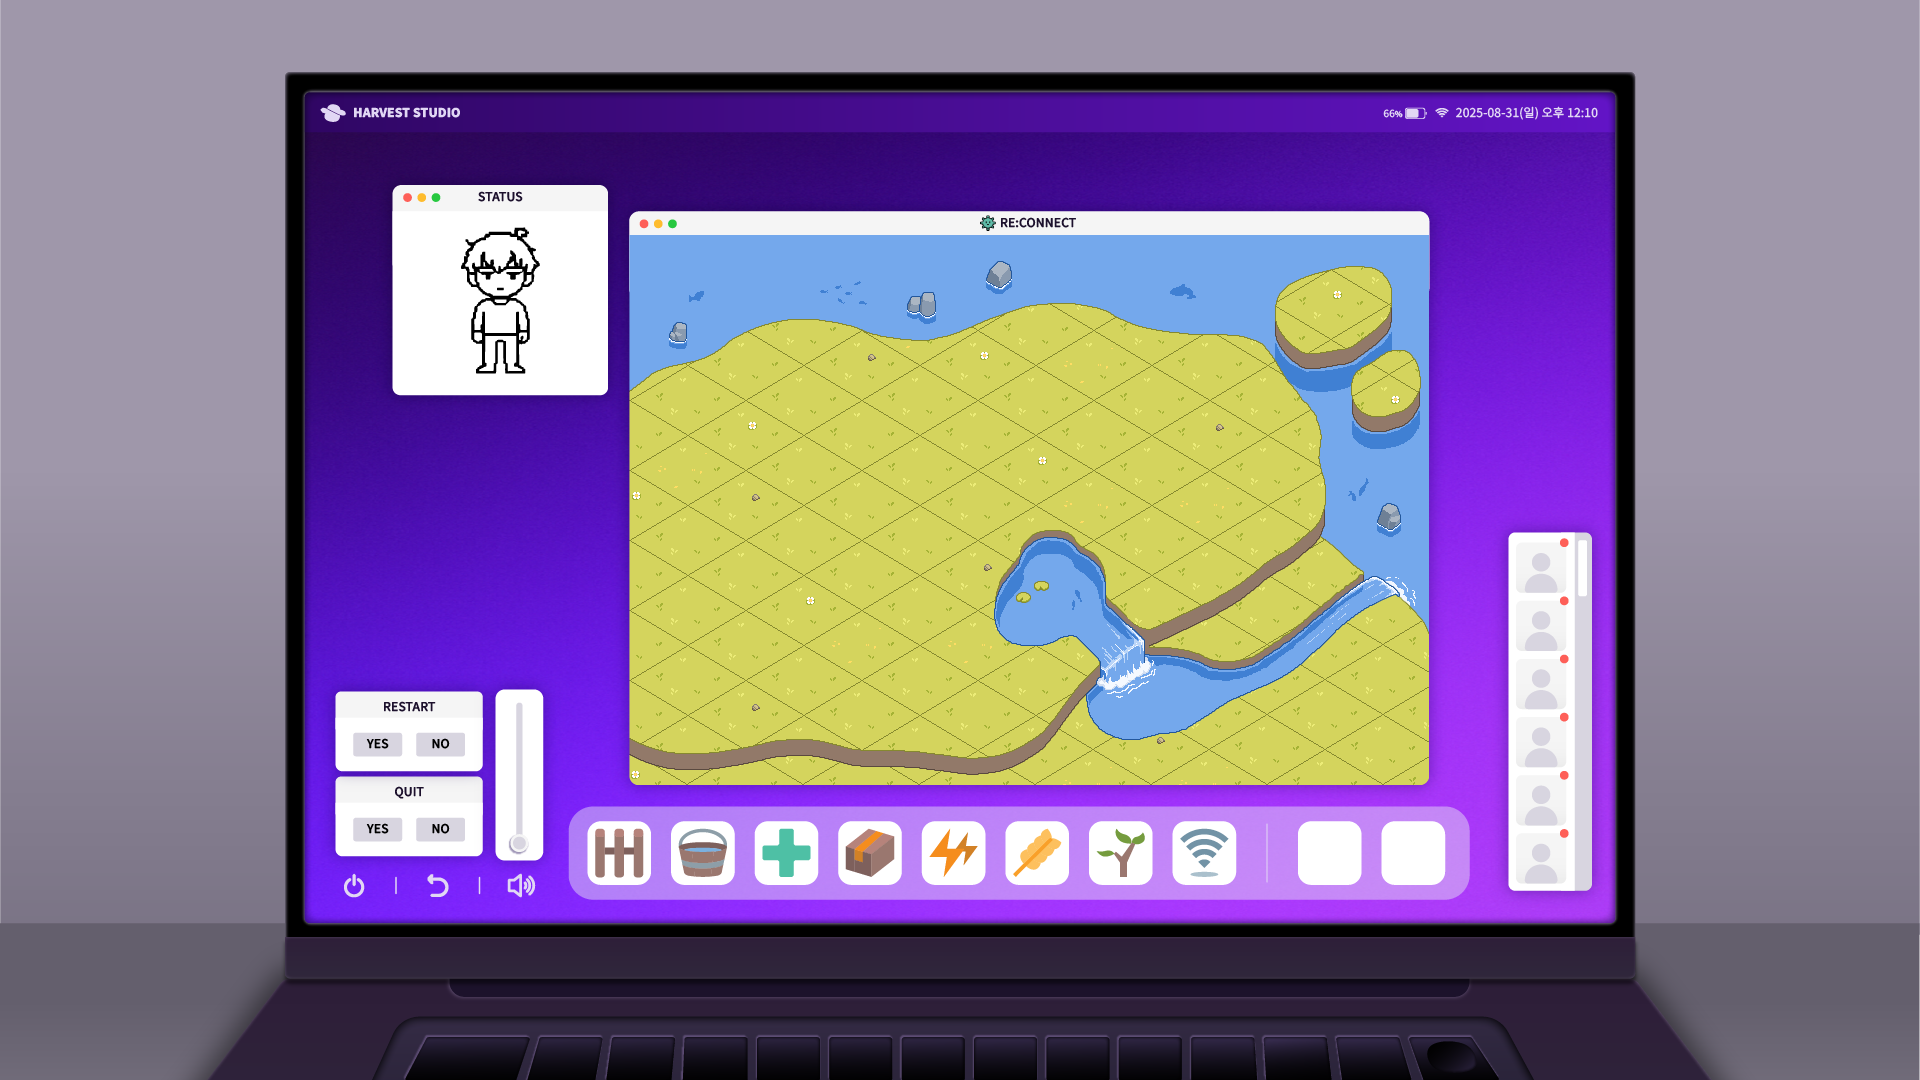 HARVEST STUDIO
66%
2025-08-31(일) 오후 12:10
STATUS
RE:CONNECT
RESTART
YES NO
QUIT
YES NO